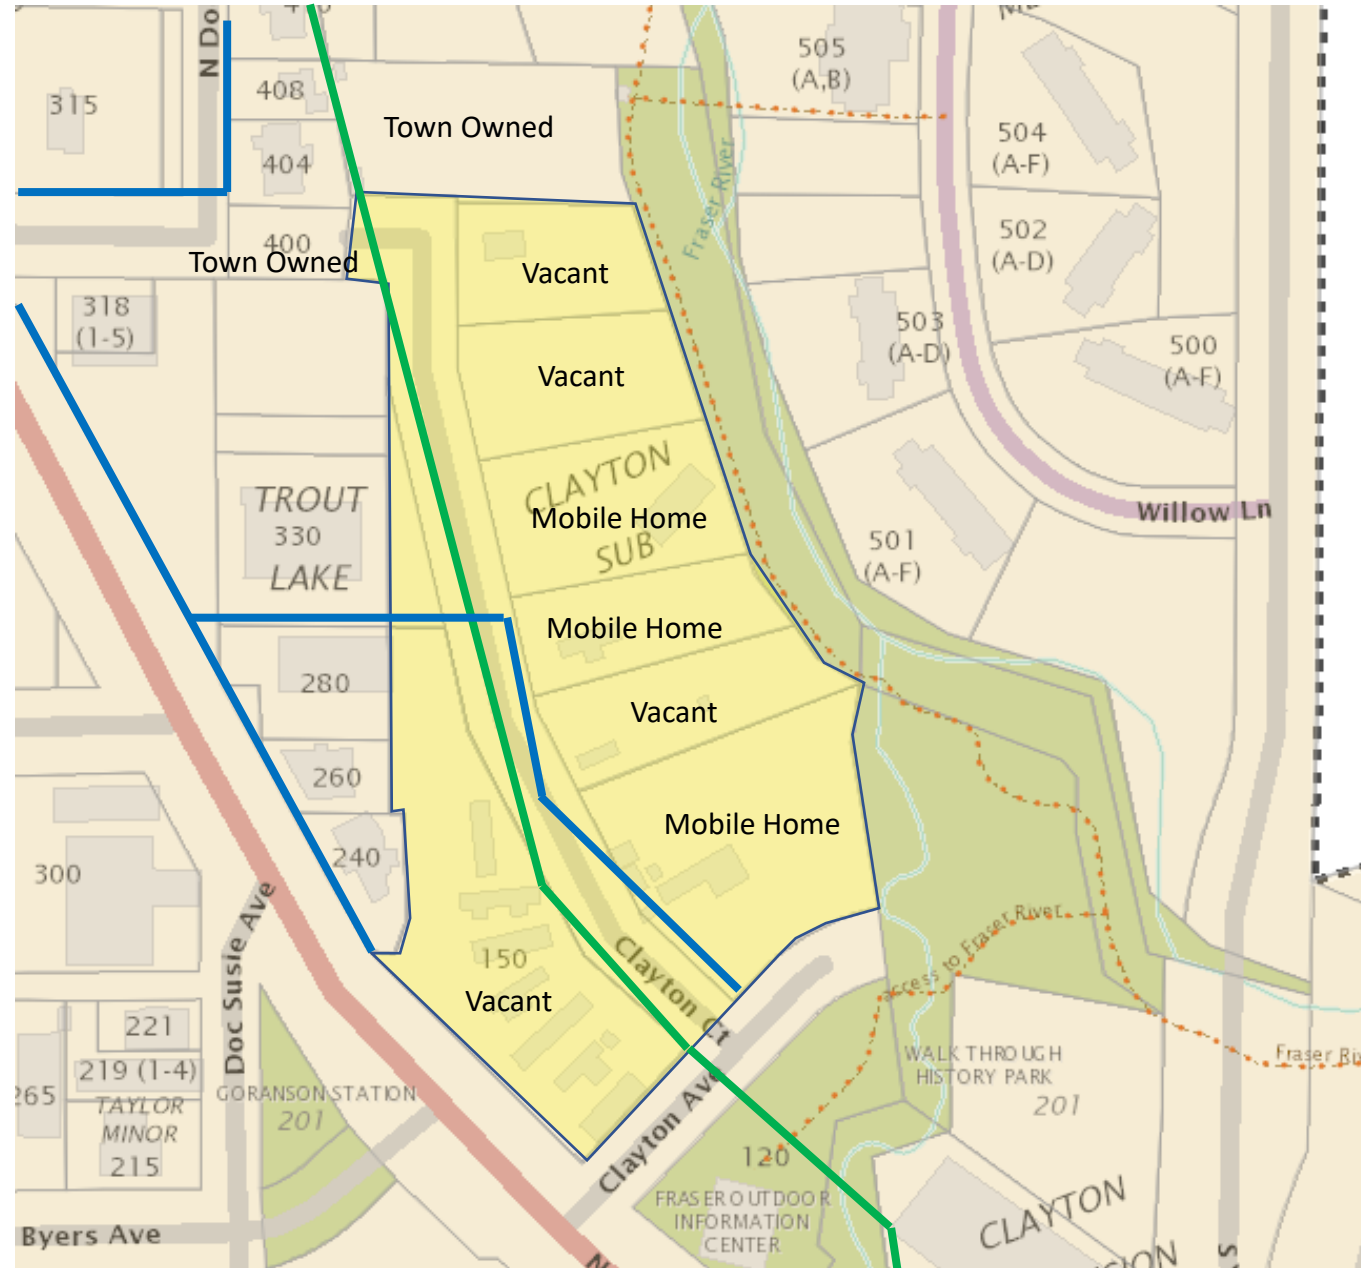 N Do
408
Town Owned
505
(A,B)
315
504
(A-F)
404
Fraser River
400
Town Owned
502
(A-D)
Vacant
318
(1-5)
503
(A-D)
500
(A-F)
Vacant
CLAYTON
SUB
Mobile Home
TROUT
330
LAKE
Willow Ln
501
(A-F)
Mobile Home
280
Vacant
260
Mobile Home
240
300
Doc Susie Ave
access to Fraser River
150
Vacant
Clayton Ct
221
219 (1-4)
TAYLOR
MINOR
215
265
GORANSON STATION
201
WALK THROUGH
HISTORY PARK
201
Fraser Riv
Clayton Ave
120
FRASER OUTDOOR
INFORMATION
CENTER
CLAYTON
Byers Ave
S